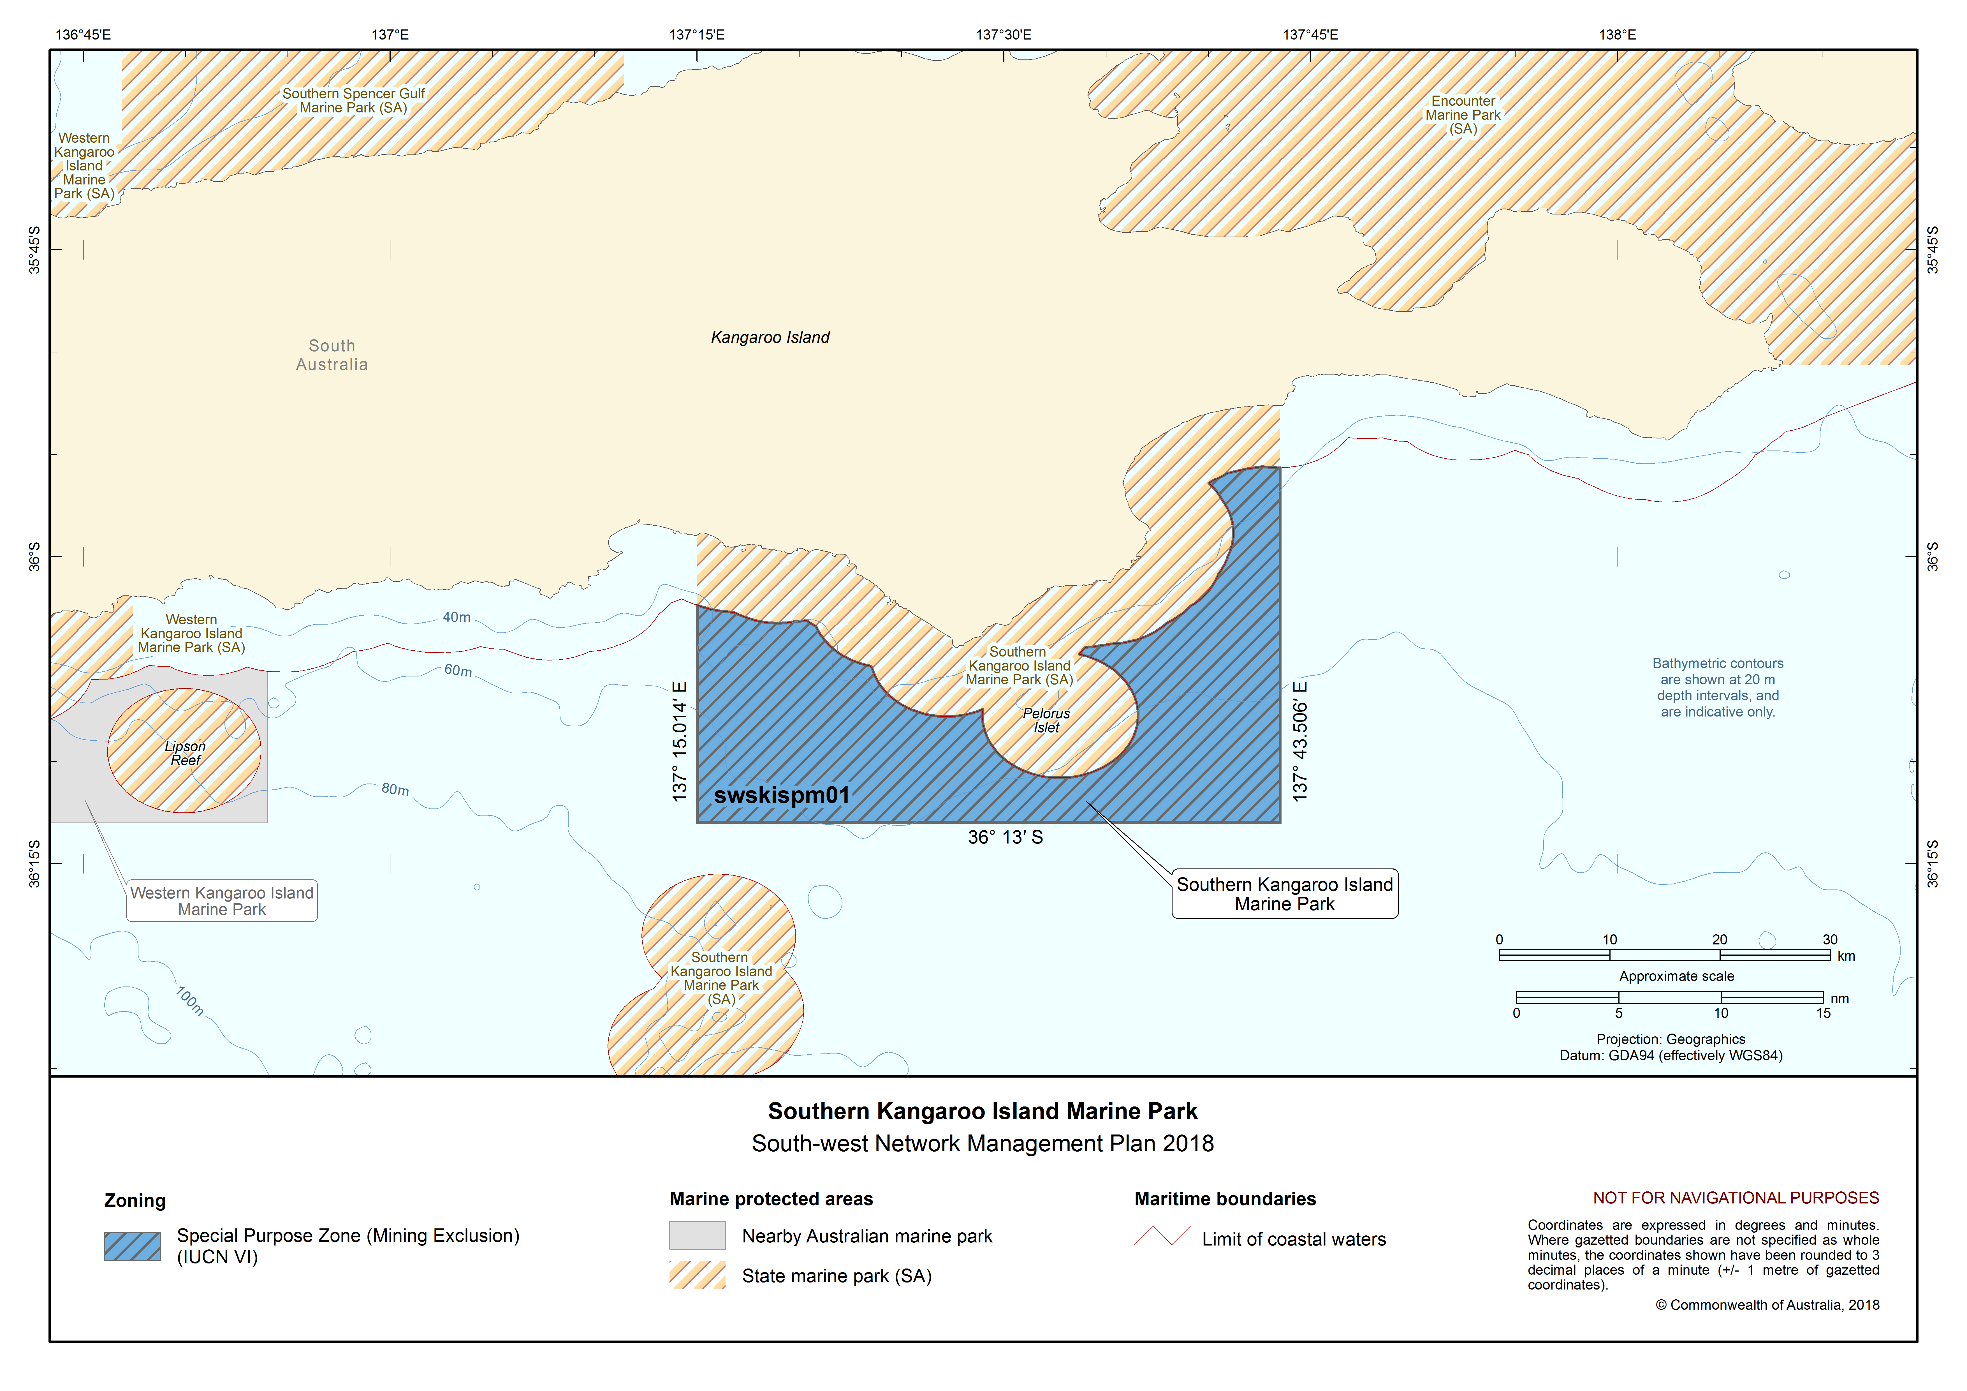 136°45'E
137°E
137°15'E
137°30'E
137°45'E
138°E
Southern Spencer Gulf
Marine Park (SA)
Encounter
Marine Park
(SA)
Western
Kangaroo
Island
Marine
Park (SA)
35°45'S
35°45'S
Kangaroo Island
South
Australia
36°S
36°S
Western
Kangaroo Island
Marine Park (SA)
40m
60m
80m
100m
Southern
Kangaroo Island
Marine Park (SA)
Pelorus
Islet
Lipson
Reef
Bathymetric contours
are shown at 20 m
depth intervals, and
are indicative only.
137° 15.014' E
137° 43.506' E
swskispm01
36° 13' S
36°15'S
36°15'S
Western Kangaroo Island
Marine Park
Southern Kangaroo Island
Marine Park
Southern
Kangaroo Island
Marine Park
(SA)
0 10 20 30
km
Approximate scale
nm
0 5 10 15
Projection: Geographics
Datum: GDA94 (effectively WGS84)
Southern Kangaroo Island Marine Park
South-west Network Management Plan 2018
Zoning
Special Purpose Zone (Mining Exclusion)
(IUCN VI)
Marine protected areas
Nearby Australian marine park
State marine park (SA)
Maritime boundaries
Limit of coastal waters
NOT FOR NAVIGATIONAL PURPOSES
Coordinates are expressed in degrees and minutes.
Where gazetted boundaries are not specified as whole
minutes, the coordinates shown have been rounded to 3
decimal places of a minute (+/- 1 metre of gazetted
coordinates).
© Commonwealth of Australia, 2018